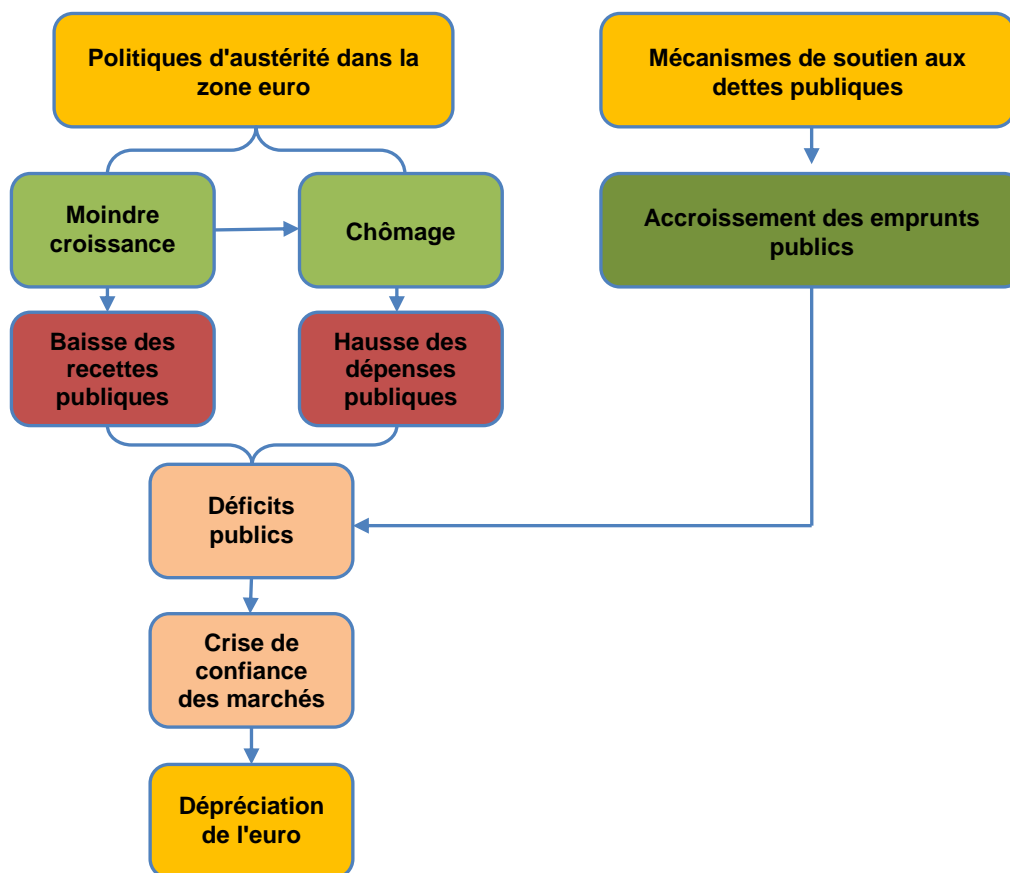 Politiques d'austérité dans la
zone euro
Mécanismes de soutien aux
dettes publiques
Moindre
croissance
Chômage
Accroissement des emprunts
publics
Baisse des
recettes
publiques
Hausse des
dépenses
publiques
Déficits
publics
Crise de
confiance
des marchés
Dépréciation
de l'euro